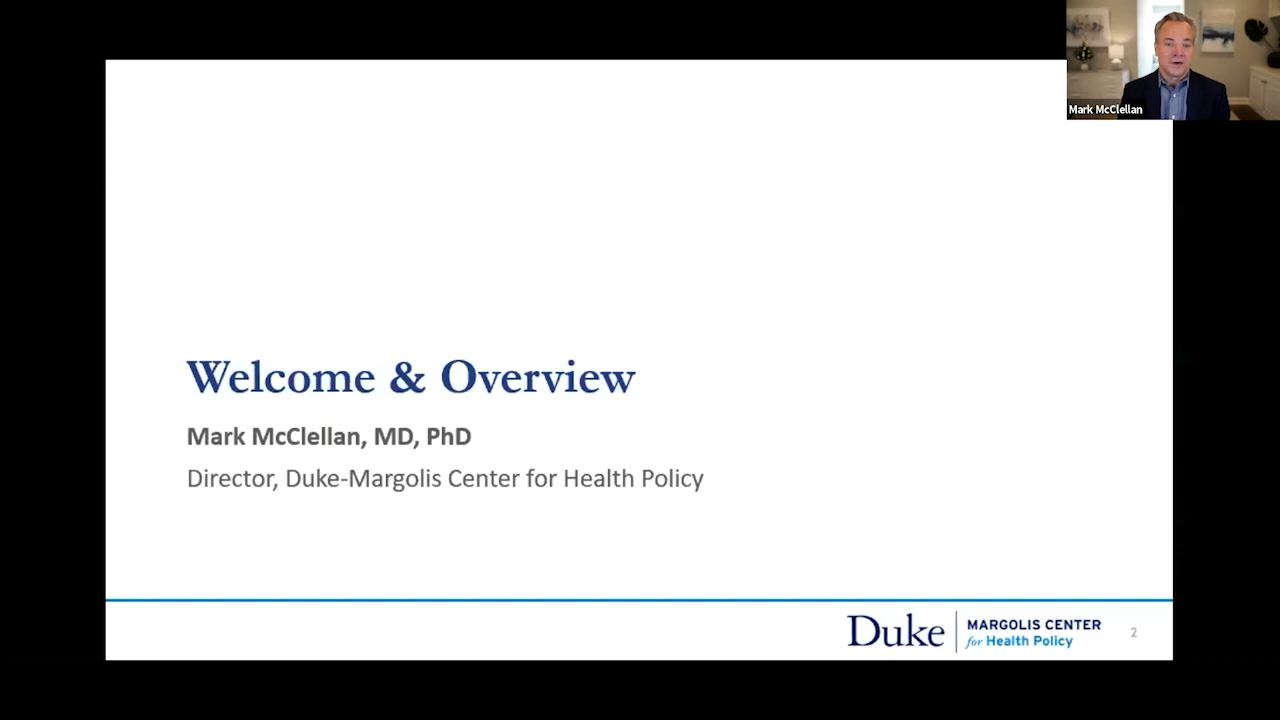 Mark McClellan
Welcome & Overview
Mark McClellan, MD, PhD
Director, Duke-Margolis Center for Health Policy
Duke
MARGOLIS CENTER
for Health Policy
2